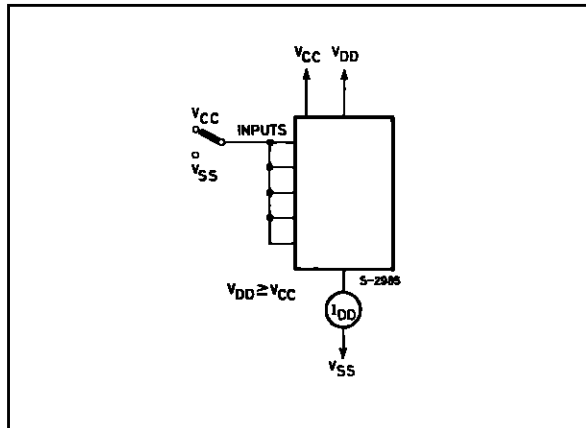 VCC VDD
VCC
INPUTS
VSS
S-2985
VDD ≥ VCC
IDD
VSS